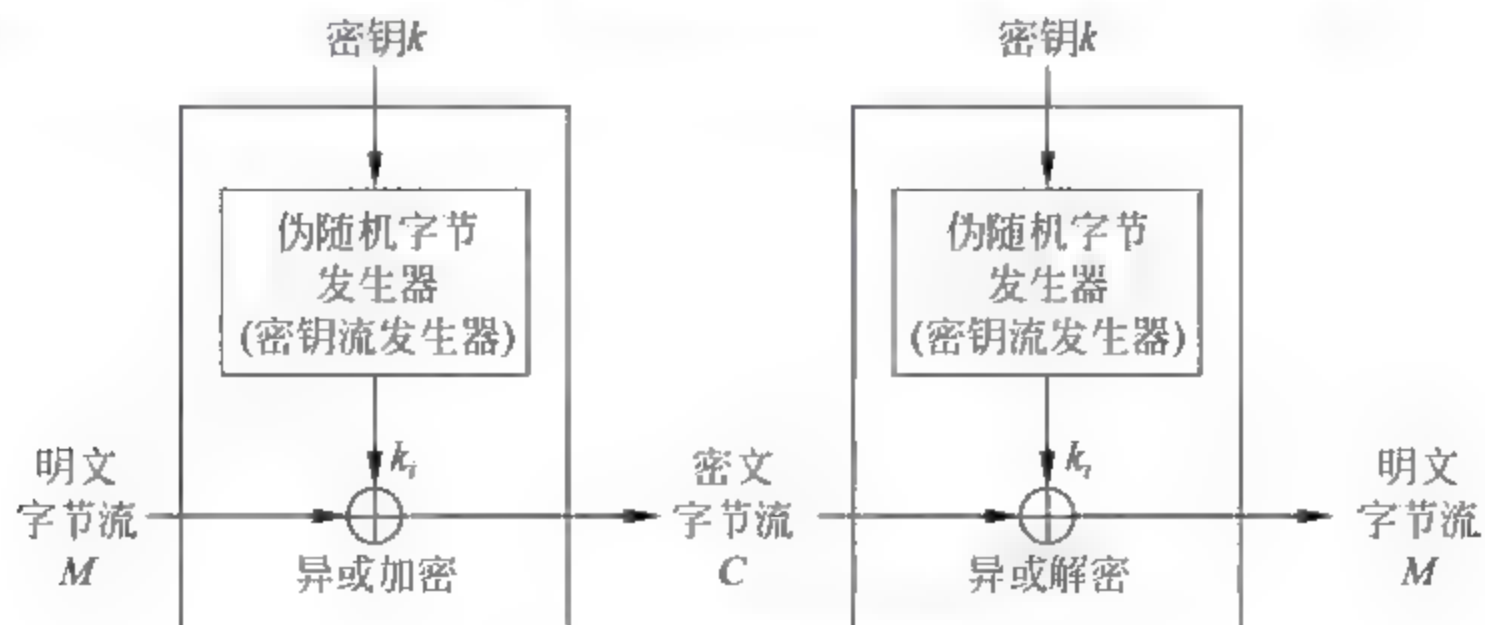 密钥k
密钥k
伪随机字节
发生器
(密钥流发生器)
伪随机字节
发生器
(密钥流发生器)
kᵢ
kᵢ
明文
字节流
M
异或加密
密文
字节流
C
异或解密
明文
字节流
M